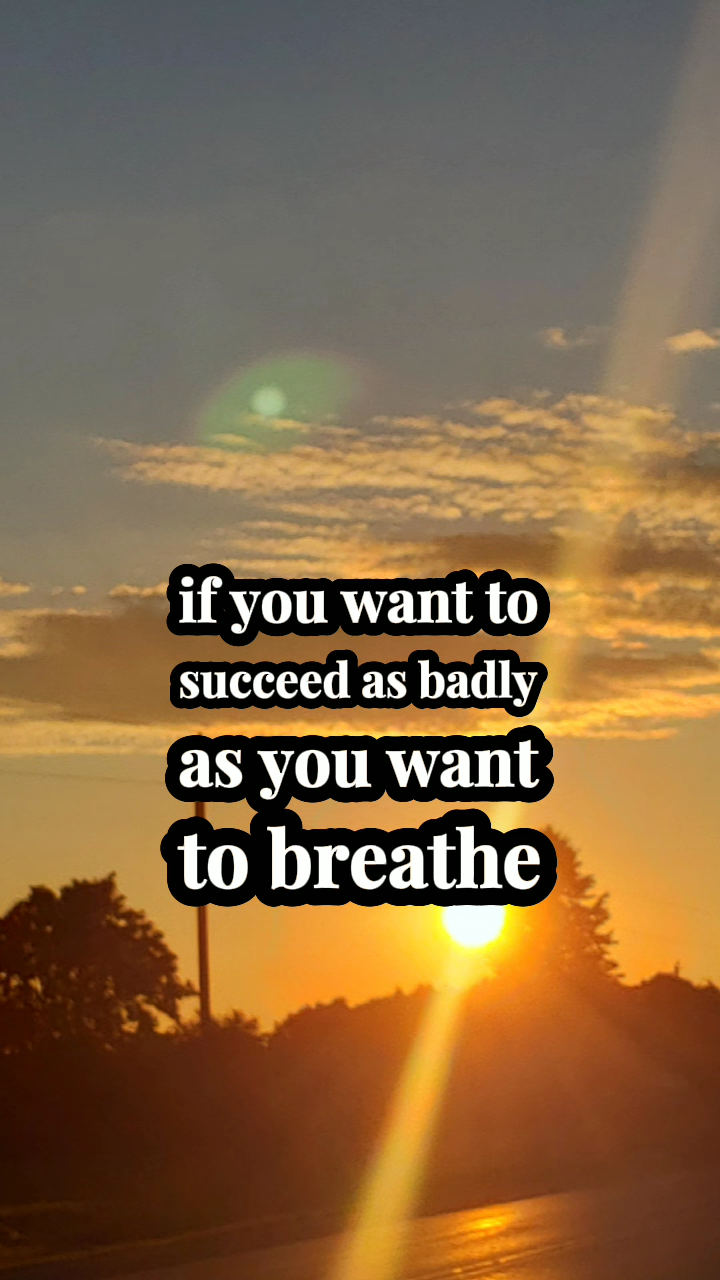 if you want to
succeed as badly
as you want
to breathe